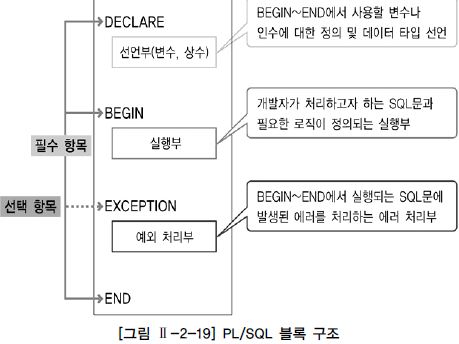 DECLARE
선언부(변수, 상수)
BEGIN~END에서 사용할 변수나
인수에 대한 정의 및 데이터 타입 선언
BEGIN
실행부
개발자가 처리하고자 하는 SQL문과
필요한 로직이 정의되는 실행부
필수 항목
선택 항목
EXCEPTION
예외 처리부
BEGIN~END에서 실행되는 SQL문에
발생된 에러를 처리하는 에러 처리부
END
[그림 Ⅱ-2-19] PL/SQL 블록 구조